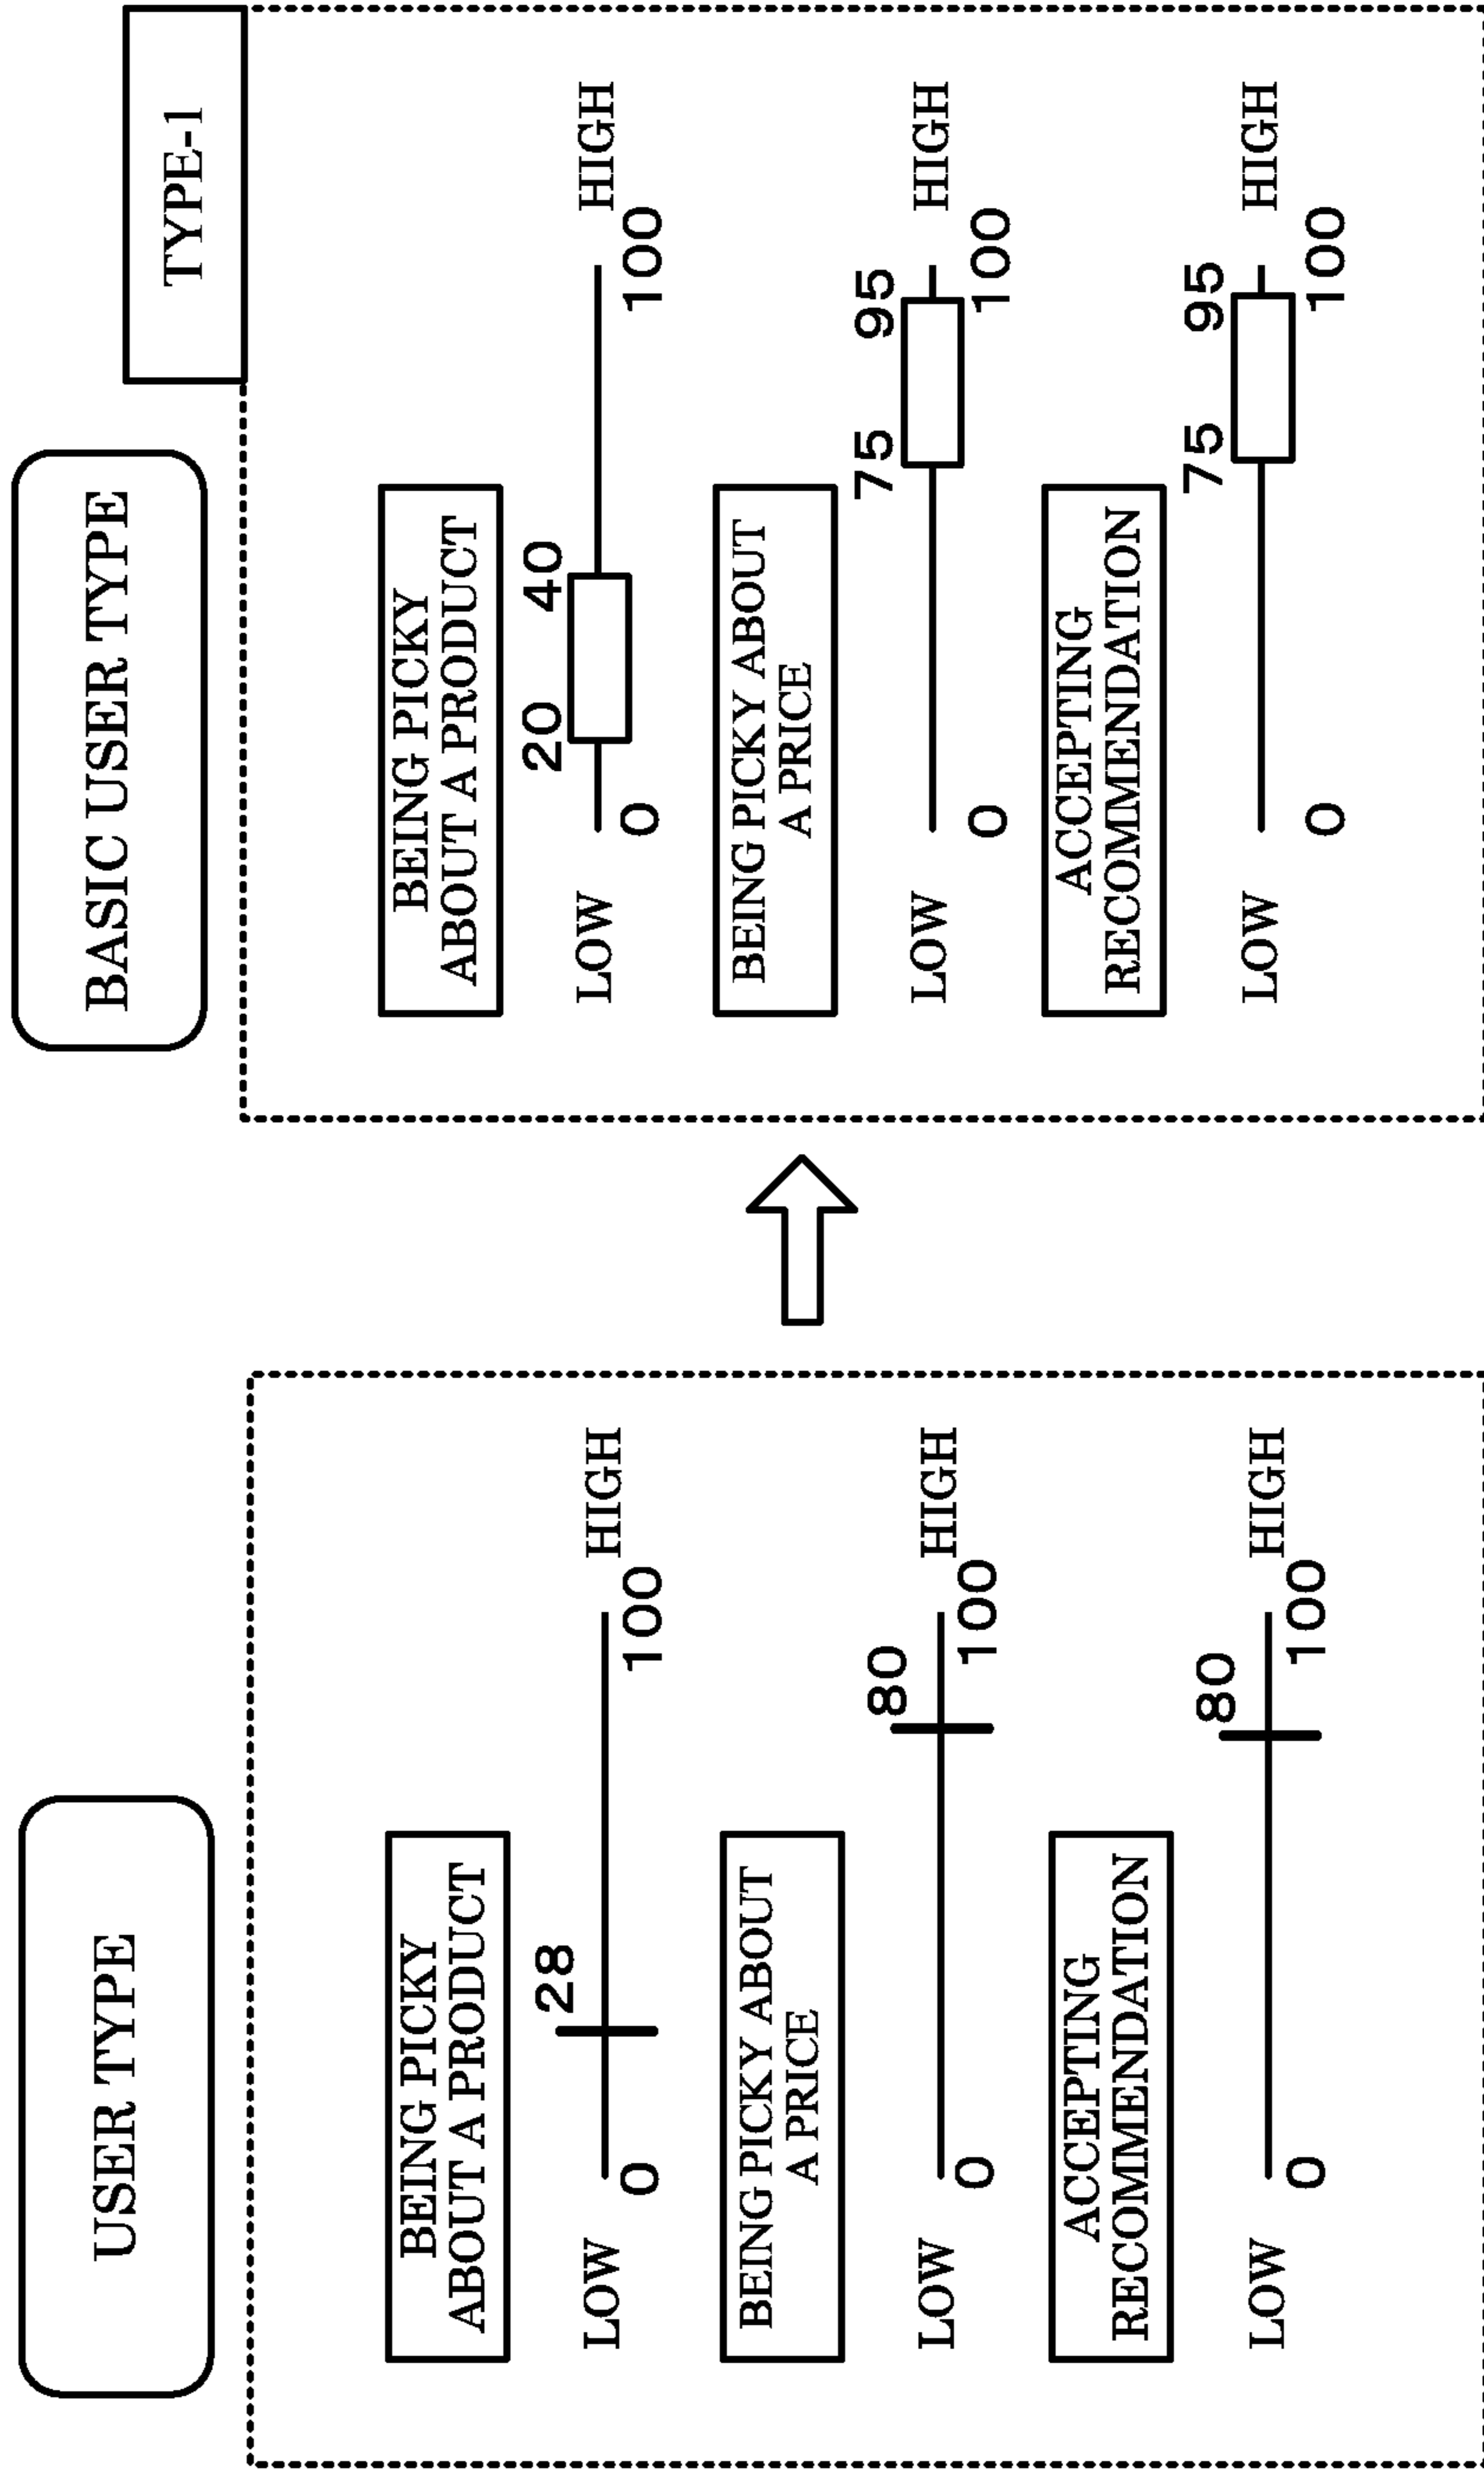 USER TYPE
BEING PICKY
ABOUT A PRODUCT
28
LOW
HIGH
0
100
BEING PICKY ABOUT
A PRICE
80
LOW
HIGH
0
100
ACCEPTING
RECOMMENDATION
80
LOW
HIGH
0
100
BASIC USER TYPE
TYPE-1
BEING PICKY
ABOUT A PRODUCT
20 40
LOW
HIGH
0
100
BEING PICKY ABOUT
A PRICE
75 95
LOW
HIGH
0
100
ACCEPTING
RECOMMENDATION
75 95
LOW
HIGH
0
100